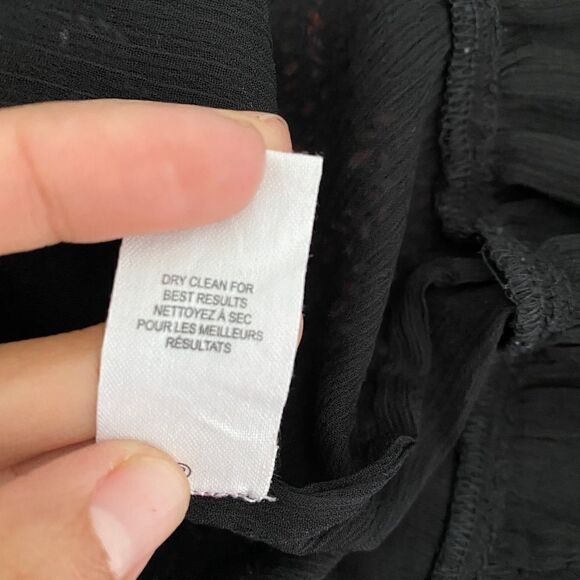 DRY CLEAN FOR
BEST RESULTS
NETTOYEZ À SEC
POUR LES MEILLEURS
RÉSULTATS